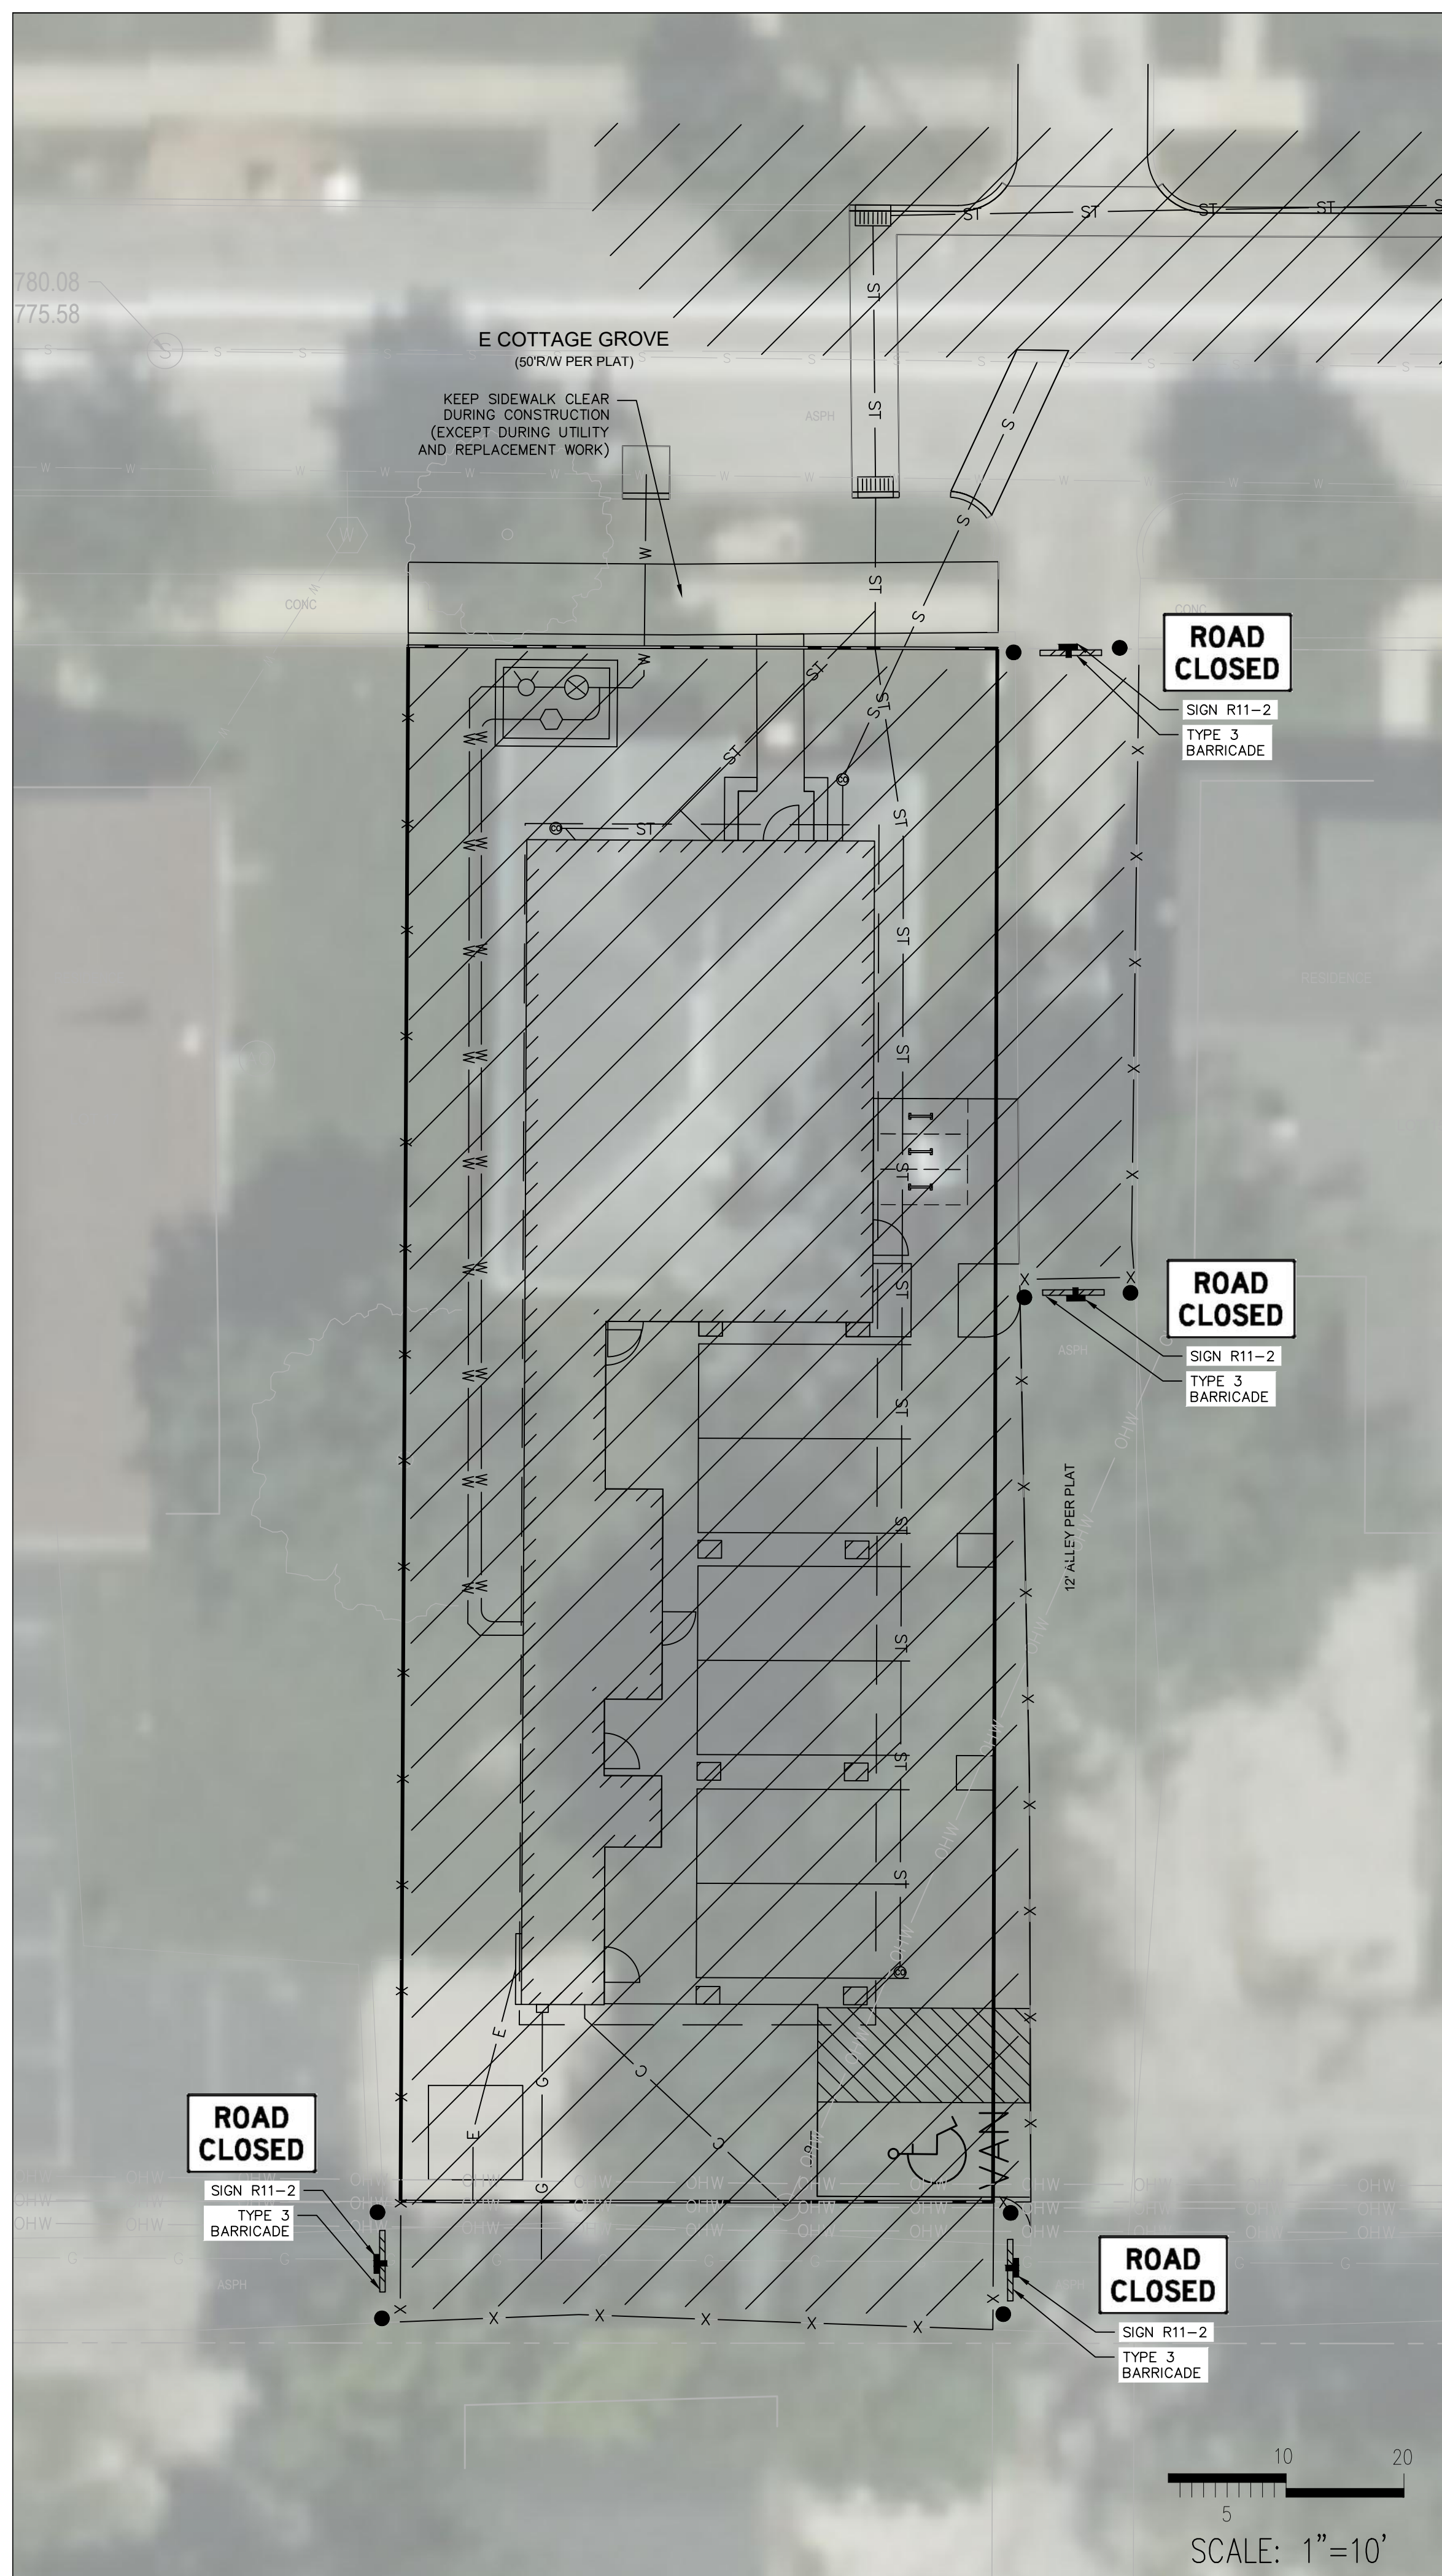 780.08
775.58
E COTTAGE GROVE
(50'R/W PER PLAT)
KEEP SIDEWALK CLEAR
DURING CONSTRUCTION
(EXCEPT DURING UTILITY
AND REPLACEMENT WORK)
ASPH
CONC
CONC
ROAD
CLOSED
SIGN R11-2
TYPE 3
BARRICADE
RESIDENCE
ROAD
CLOSED
SIGN R11-2
TYPE 3
BARRICADE
ASPH
12' ALLEY PER PLAT
VAN
ROAD
CLOSED
SIGN R11-2
TYPE 3
BARRICADE
ASPH
ROAD
CLOSED
SIGN R11-2
TYPE 3
BARRICADE
ASPH
10 20
5
SCALE: 1"=10'